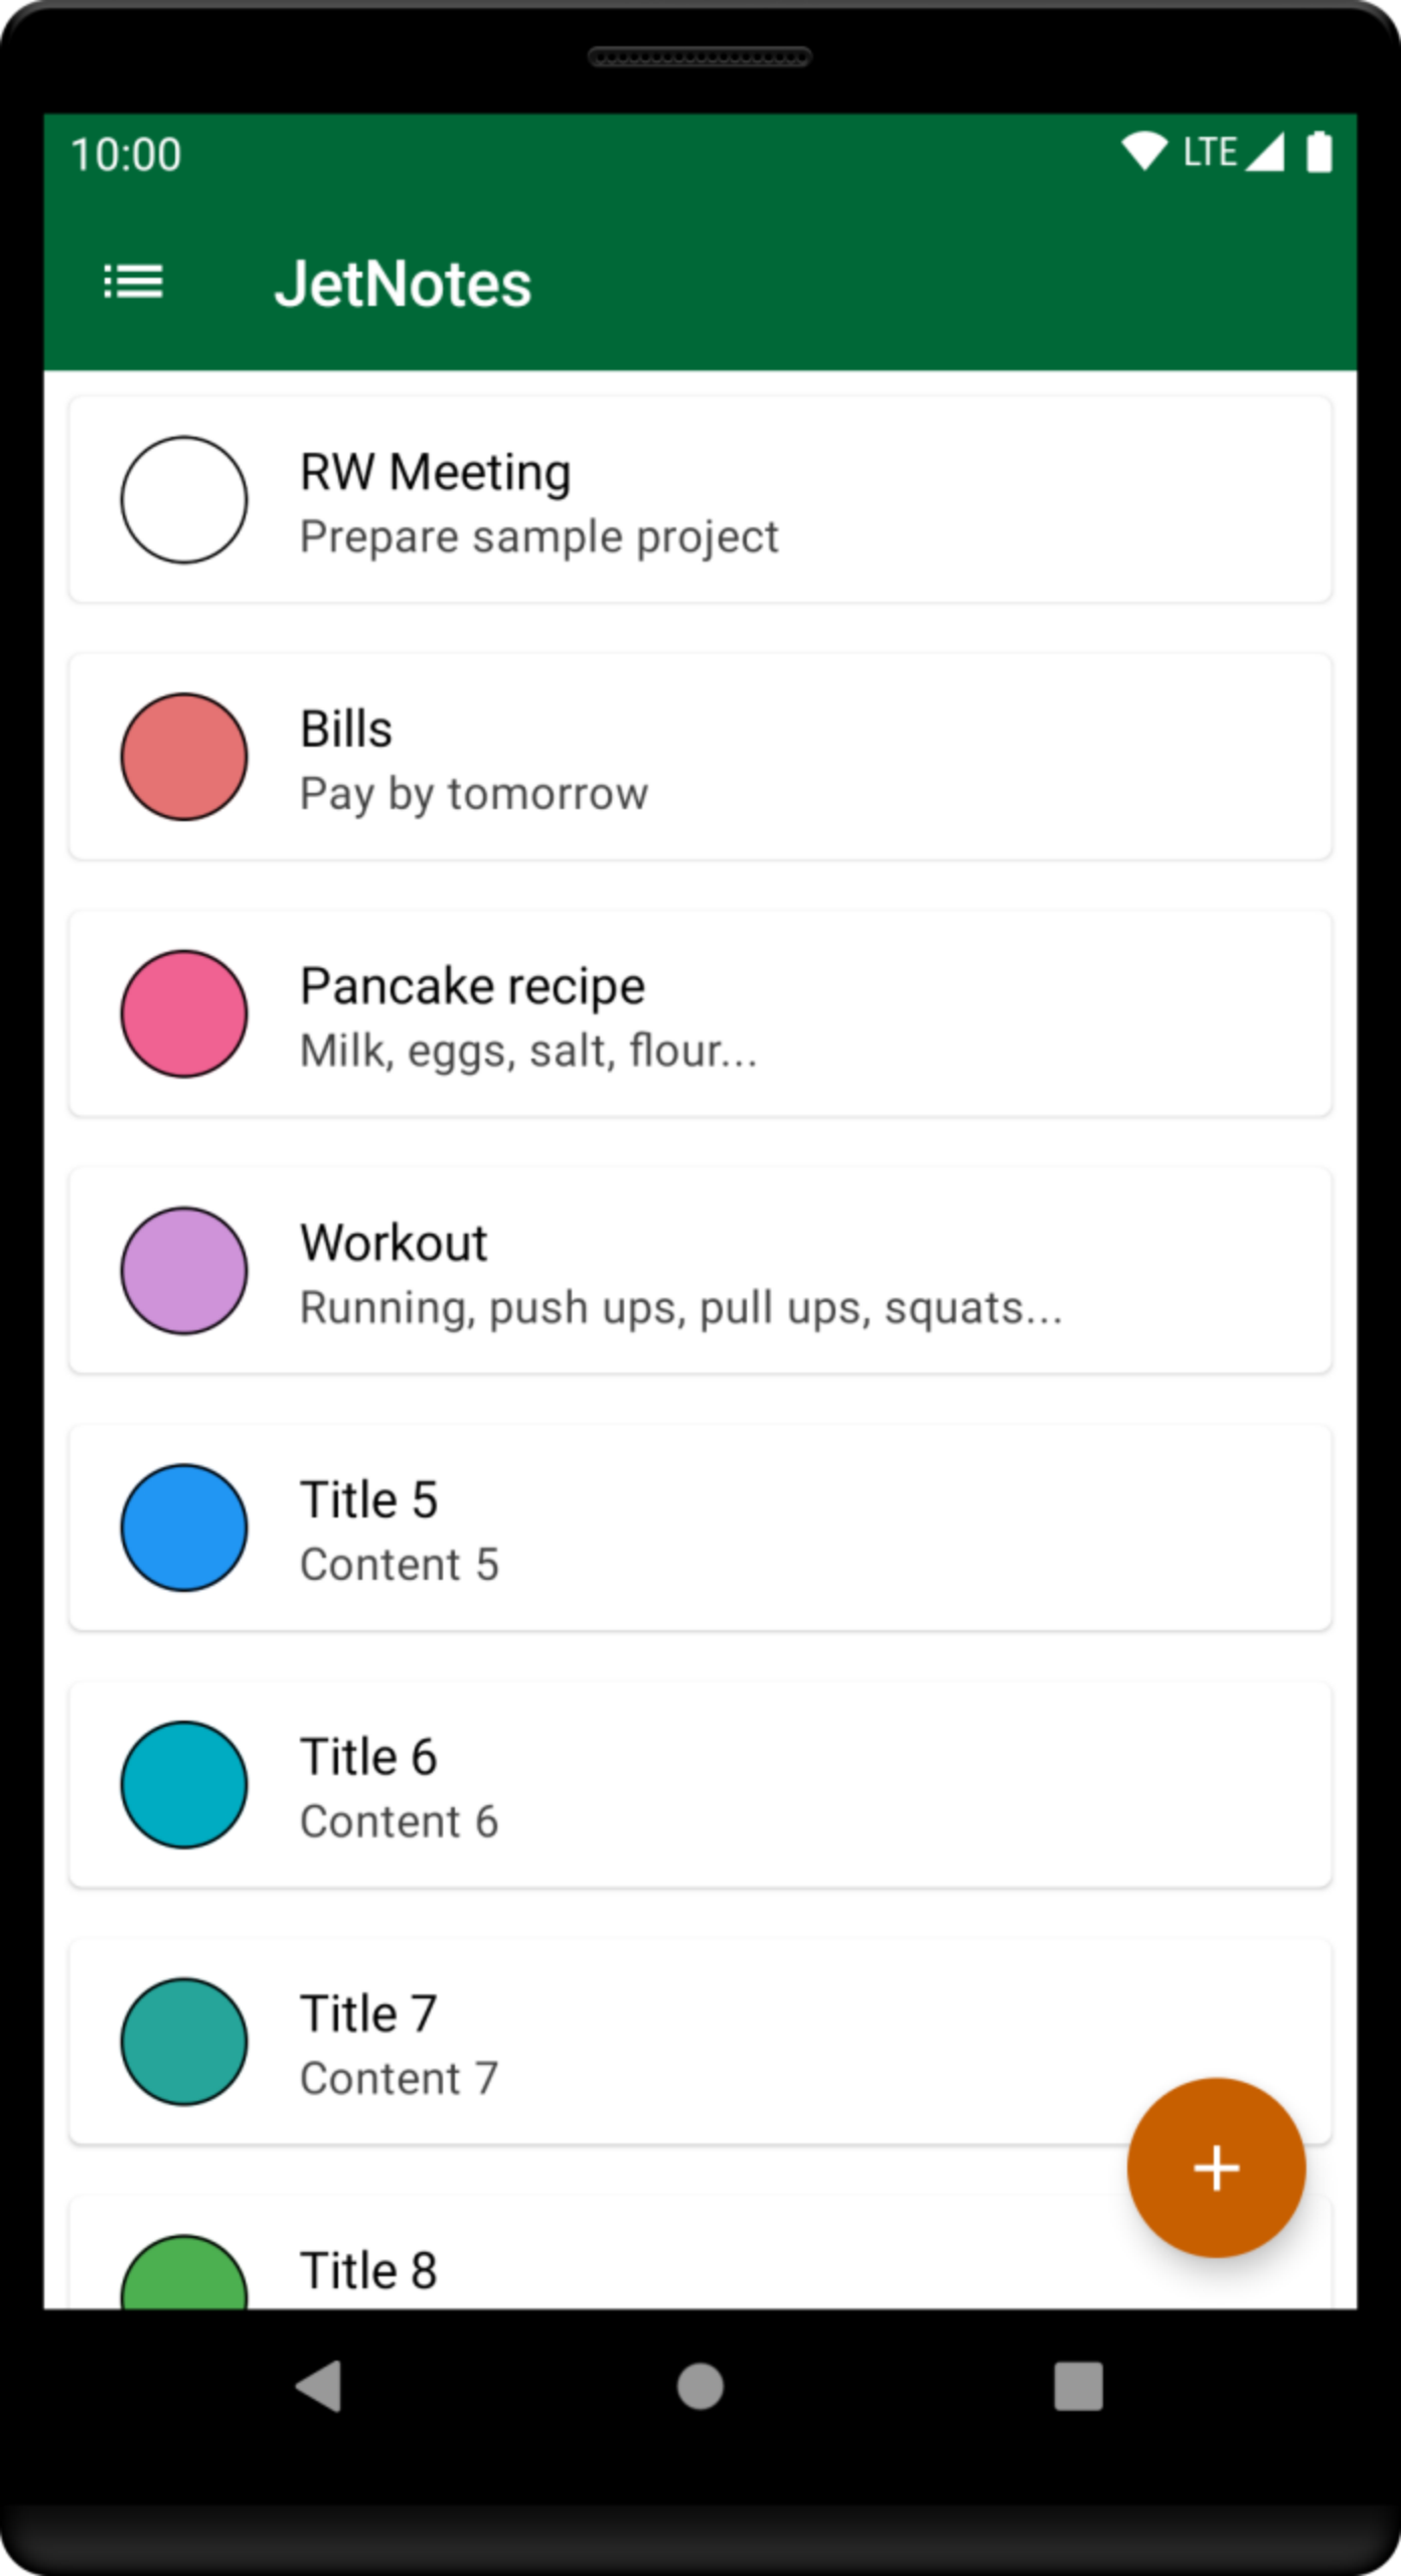 10:00
LTE
JetNotes
RW Meeting
Prepare sample project
Bills
Pay by tomorrow
Pancake recipe
Milk, eggs, salt, flour...
Workout
Running, push ups, pull ups, squats...
Title 5
Content 5
Title 6
Content 6
Title 7
Content 7
Title 8